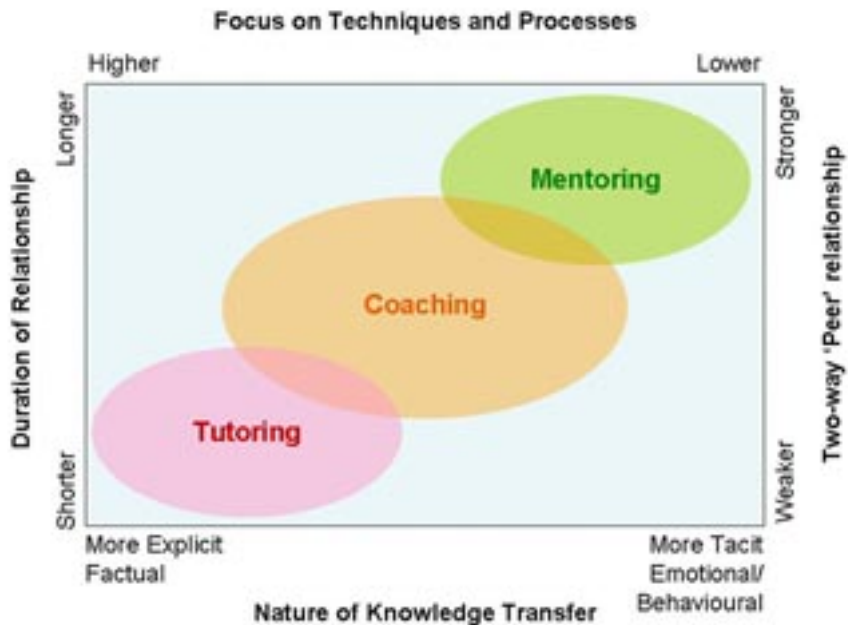 Focus on Techniques and Processes
Higher
Lower
Longer
Stronger
Mentoring
Duration of Relationship
Two-way 'Peer' relationship
Coaching
Tutoring
Shorter
Weaker
More Explicit
Factual
More Tacit
Emotional/
Behavioural
Nature of Knowledge Transfer